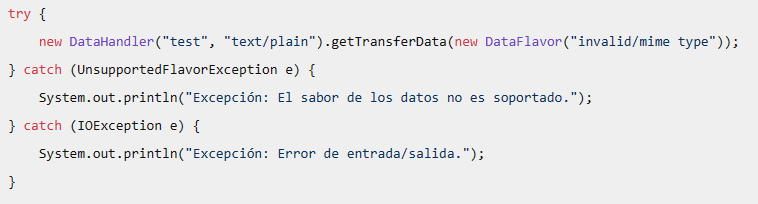 try {
new DataHandler("test", "text/plain").getTransferData(new DataFlavor("invalid/mime type"));
} catch (UnsupportedFlavorException e) {
System.out.println("Excepción: El sabor de los datos no es soportado.");
} catch (IOException e) {
System.out.println("Excepción: Error de entrada/salida.");
}